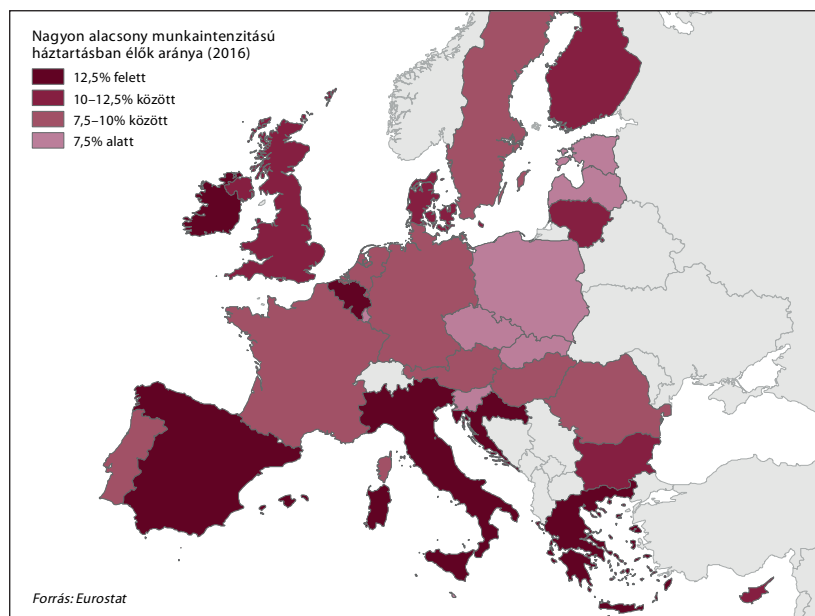 Nagyon alacsony munkaintenzitású
háztartásban élők aránya (2016)
12,5% felett
10–12,5% között
7,5–10% között
7,5% alatt
Forrás: Eurostat